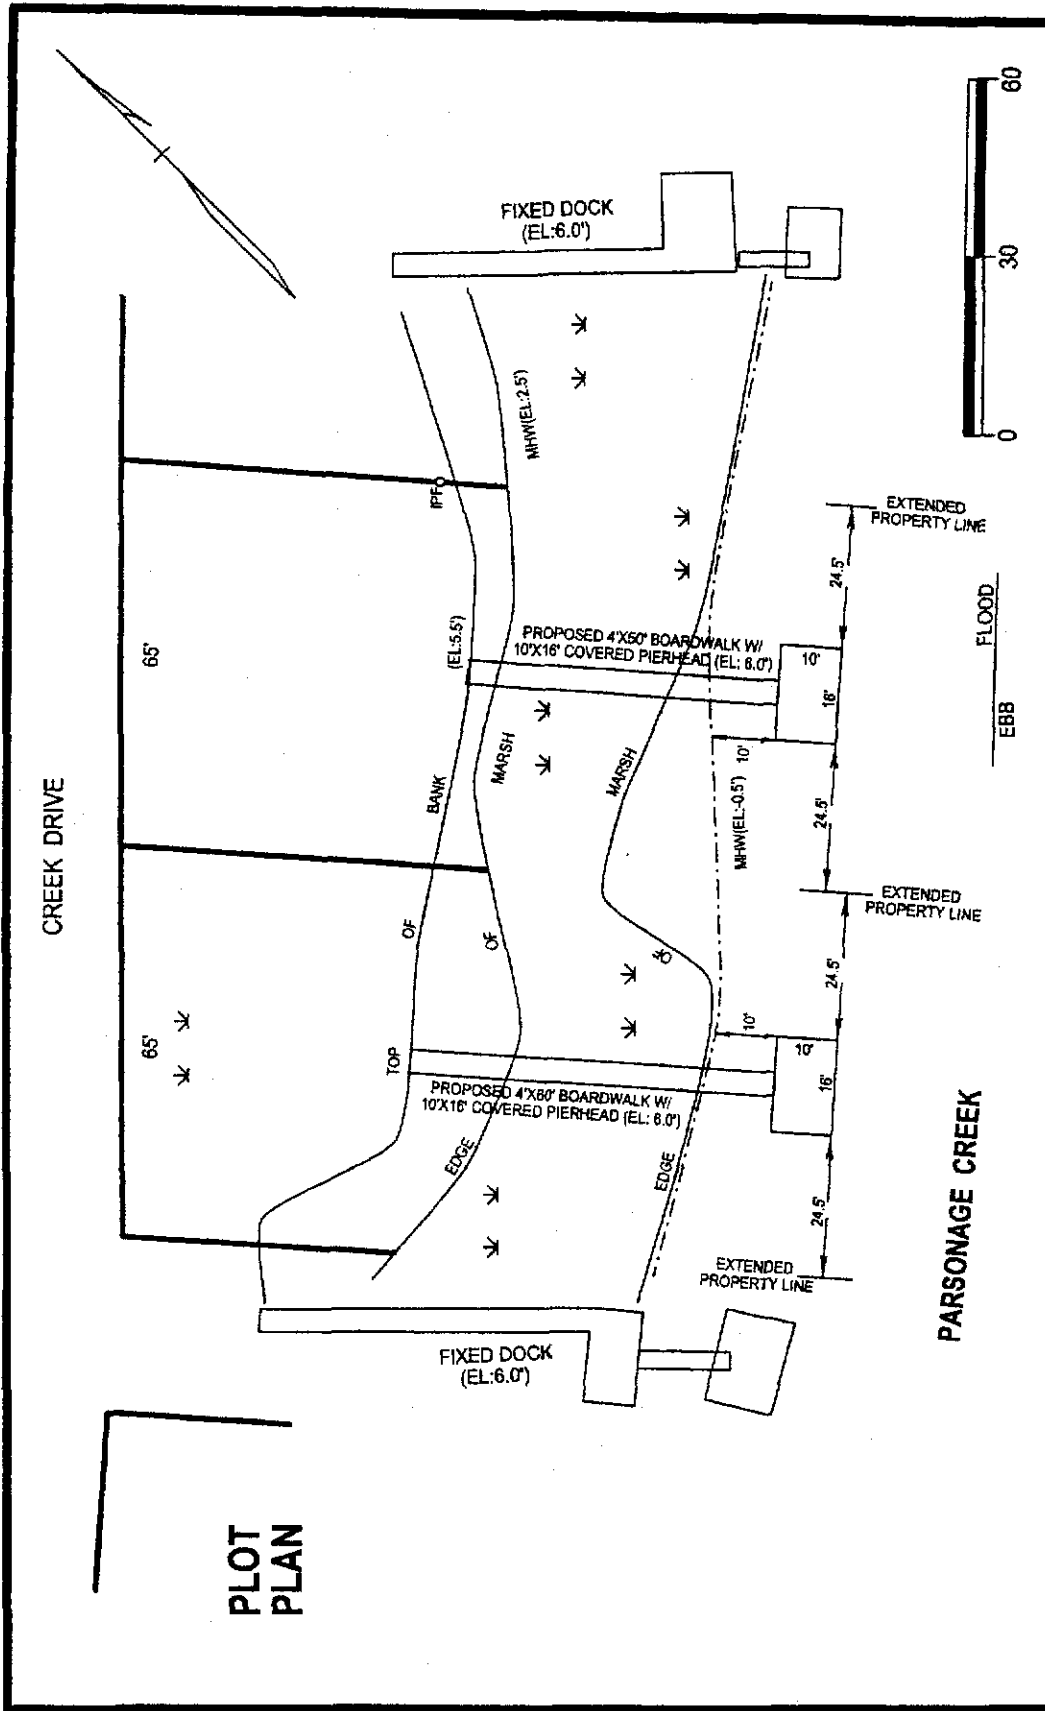 CREEK DRIVE
65'
65'
FIXED DOCK
(EL:6.0')
IPF
MHW(EL:2.5')
(EL:5.5')
TOP
OF
BANK
EDGE
OF
MARSH
PROPOSED 4'X50' BOARDWALK W/
10'X16' COVERED PIERHEAD (EL: 6.0')
PROPOSED 4'X60' BOARDWALK W/
10'X16' COVERED PIERHEAD (EL: 6.0')
EDGE
OF
MARSH
MHW(EL:-0.5')
10'
10'
16'
10'
10'
16'
24.5'
24.5'
24.5'
24.5'
EXTENDED
PROPERTY LINE
EXTENDED
PROPERTY LINE
EXTENDED
PROPERTY LINE
FIXED DOCK
(EL:6.0')
EBB
FLOOD
0
30
60
PARSONAGE CREEK
PLOT
PLAN